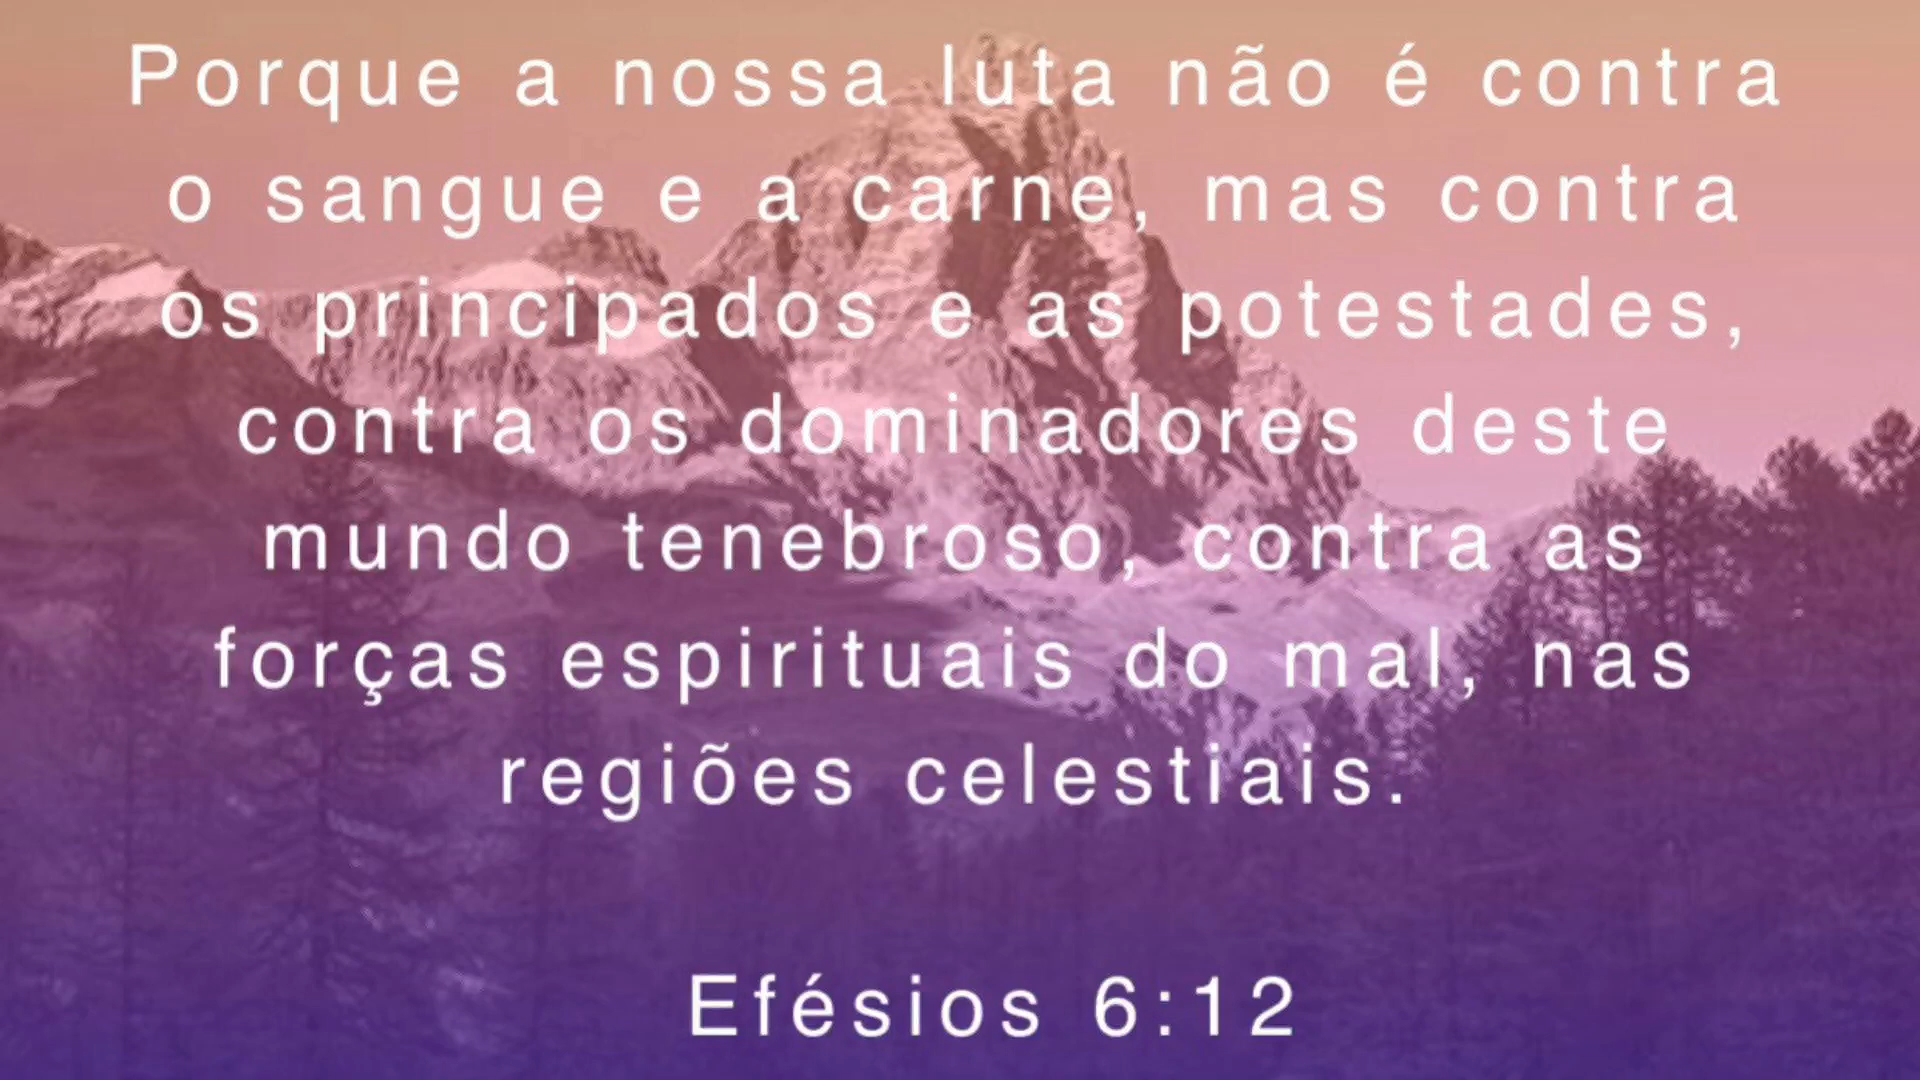 Porque a nossa luta não é contra
o sangue e a carne, mas contra
os principados e as potestades,
contra os dominadores deste
mundo tenebroso, contra as
forças espirituais do mal, nas
regiões celestiais.
Efésios 6:12